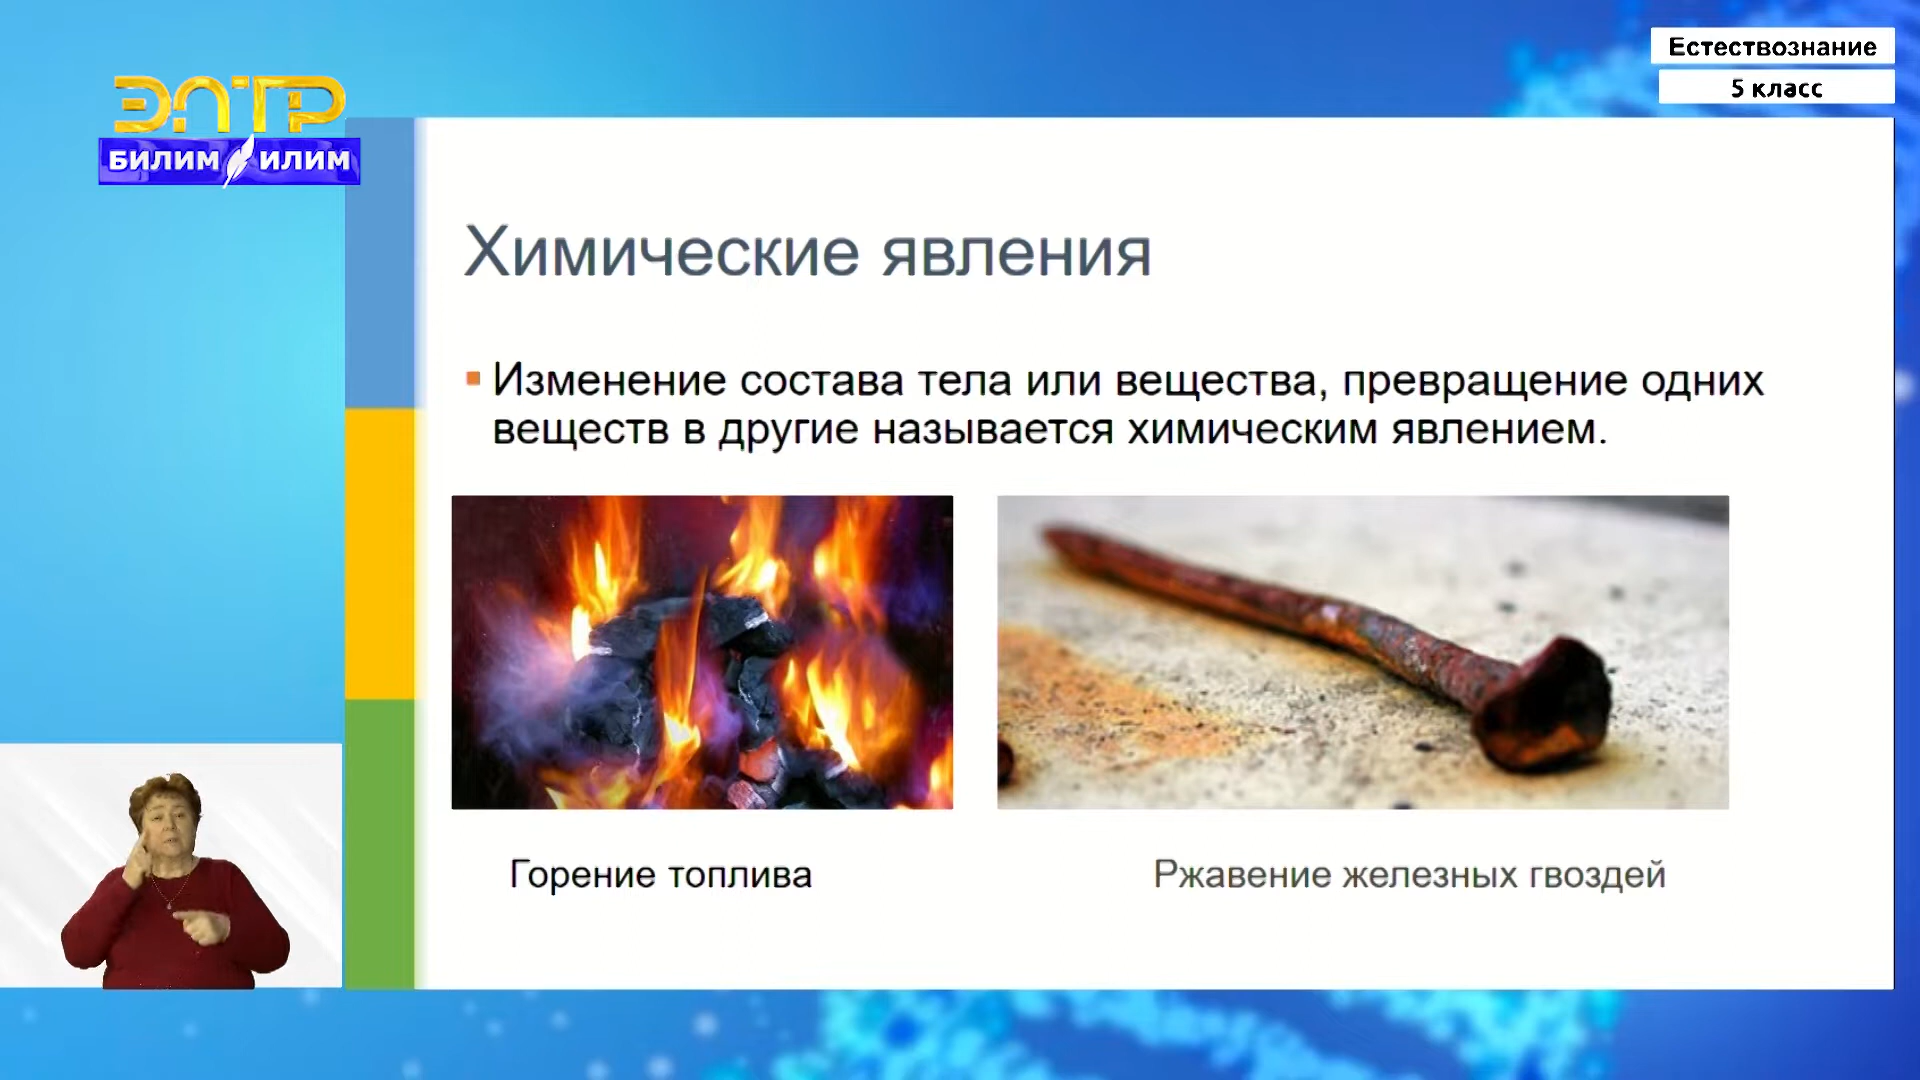 Естествознание
5 класс
ЭЛТР
БИЛИМ ИЛИМ
Химические явления
Изменение состава тела или вещества, превращение одних
веществ в другие называется химическим явлением.
Горение топлива
Ржавение железных гвоздей